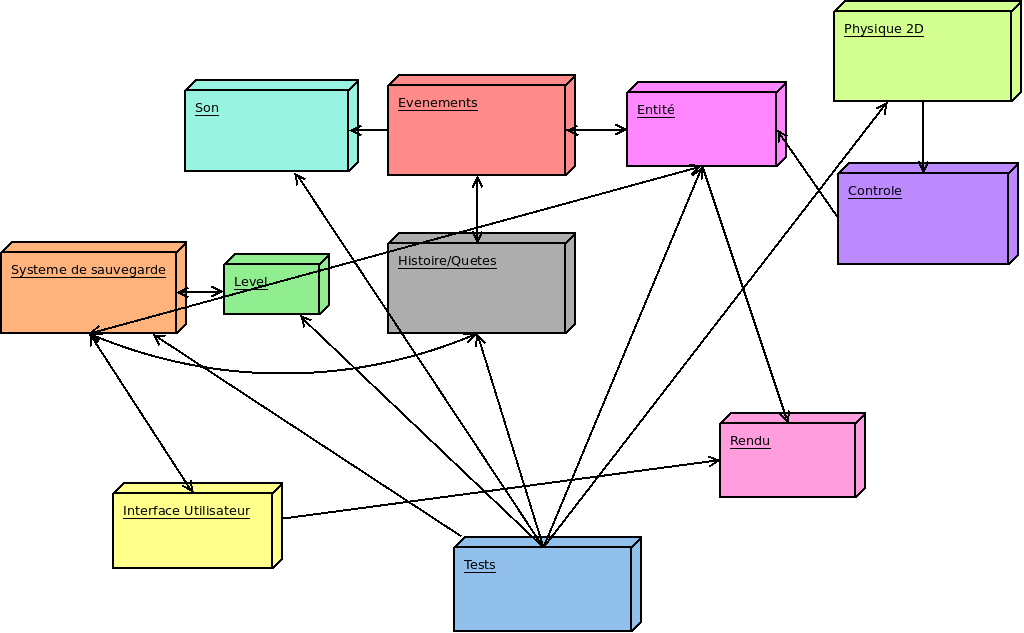 Physique 2D
Son
Evenements
Entité
Controle
Systeme de sauvegarde
Level
Histoire/Quetes
Rendu
Interface Utilisateur
Tests